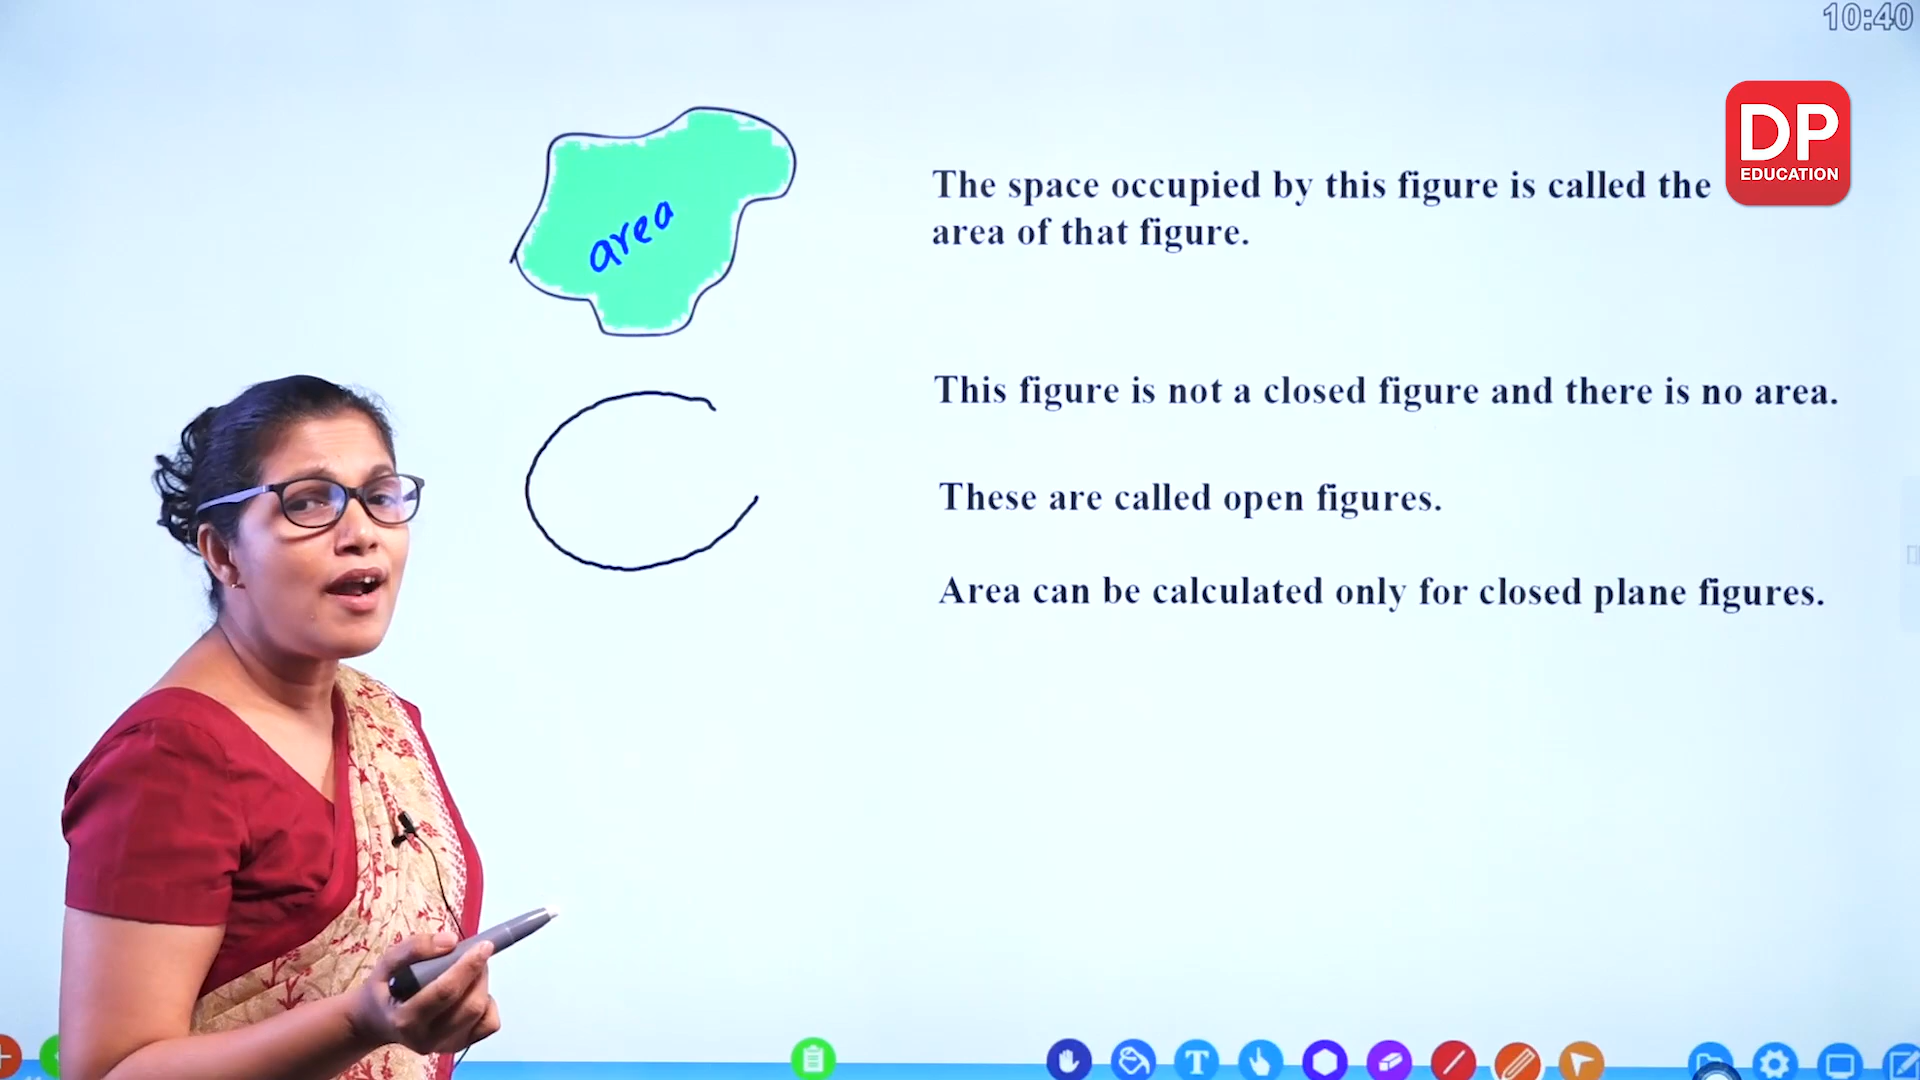 10:40
DP
EDUCATION
area
The space occupied by this figure is called the
area of that figure.
This figure is not a closed figure and there is no area.
These are called open figures.
Area can be calculated only for closed plane figures.
T